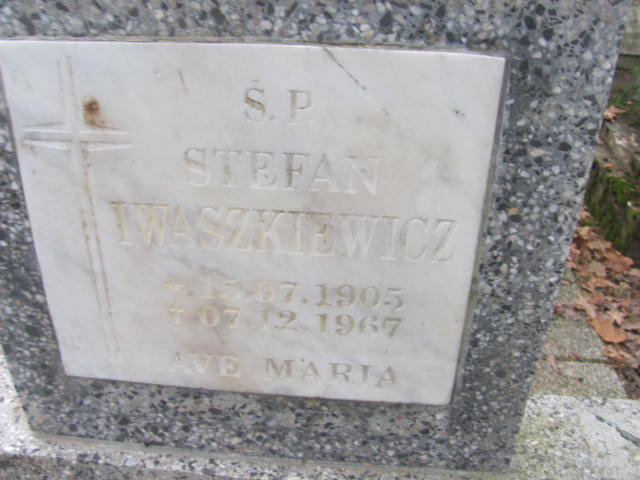 S.P.
STEFAN
IWASZKIEWICZ
* 15.07.1905
† 07.12.1967
AVE MARIA